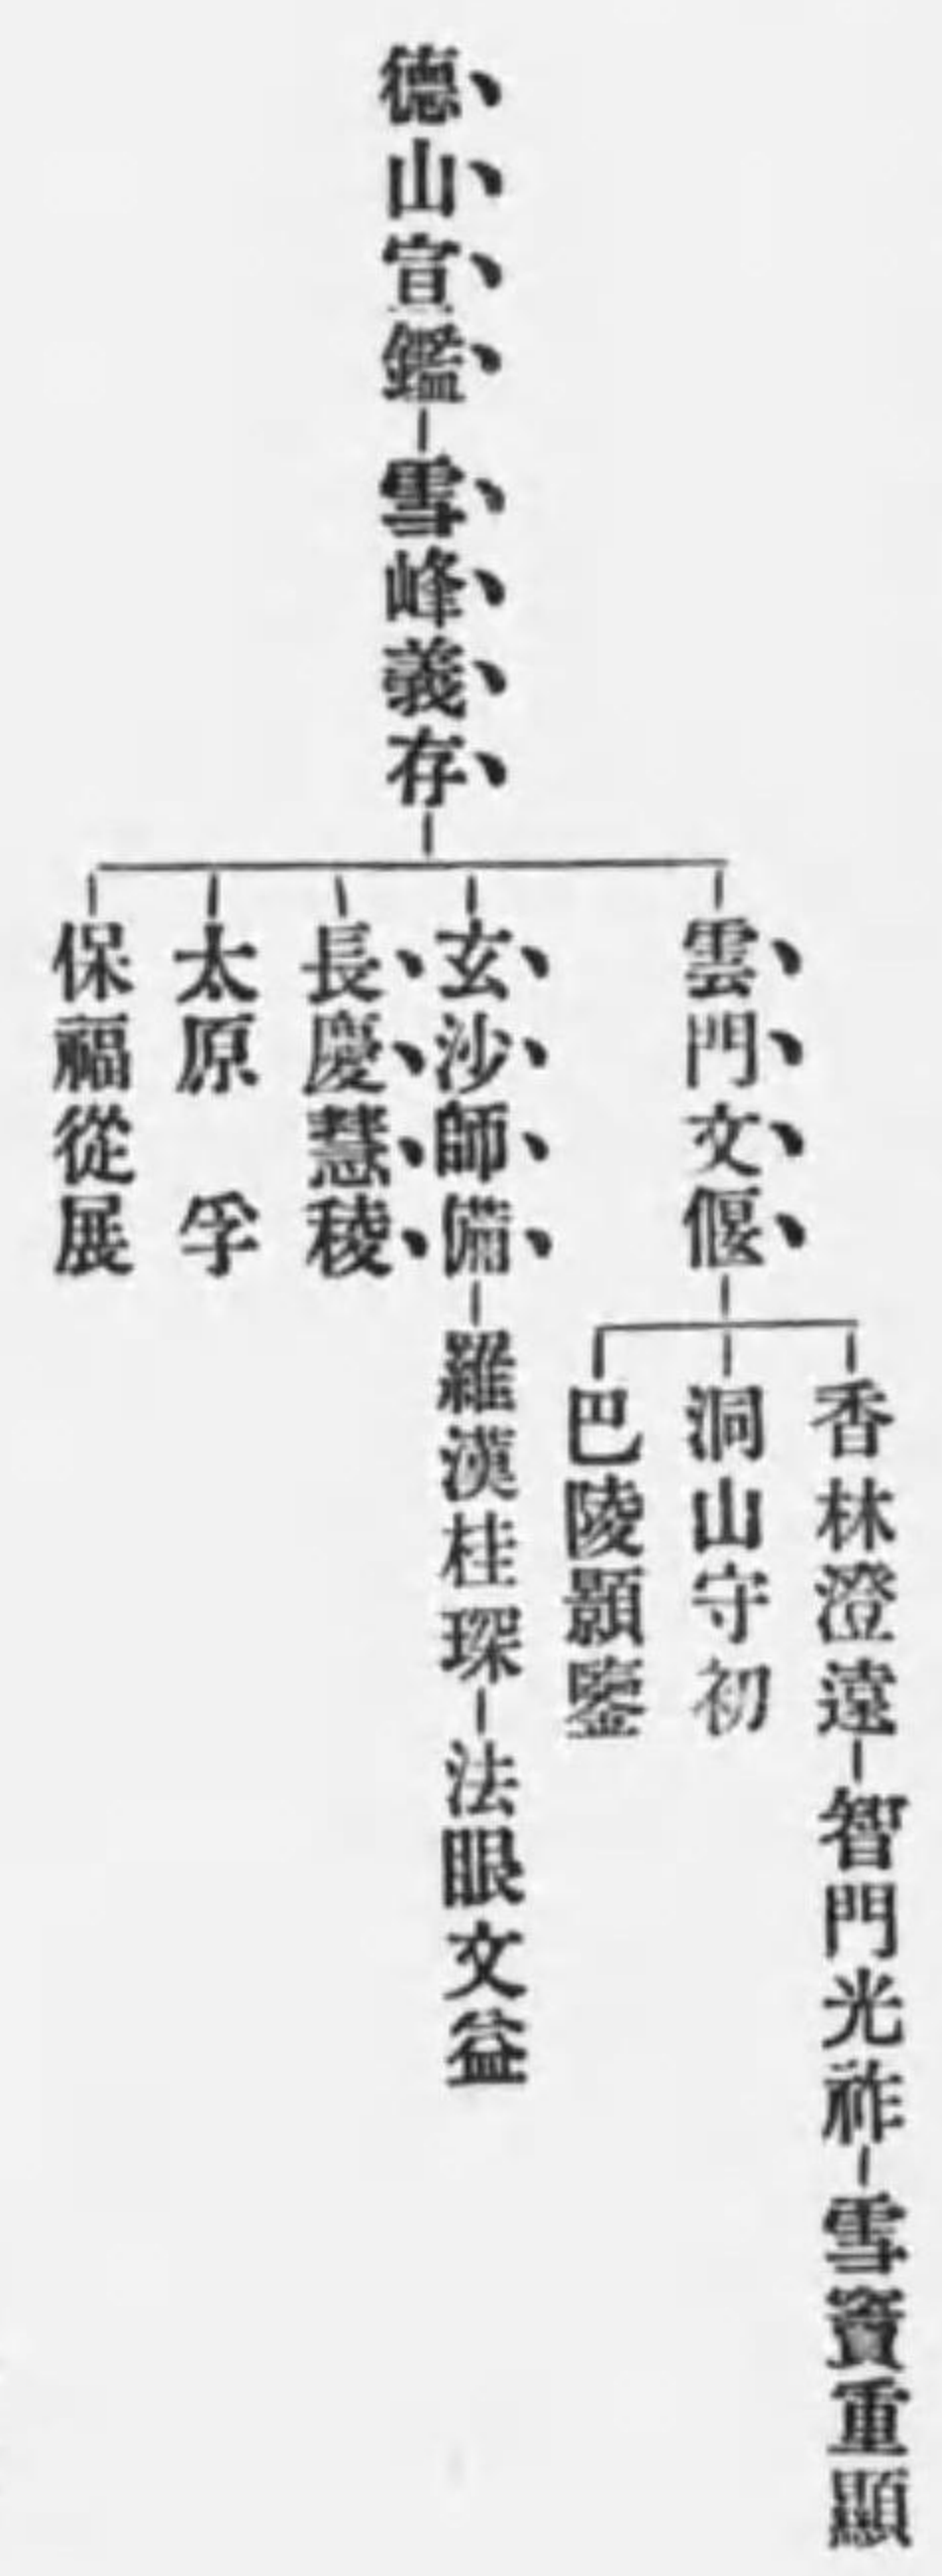 德山宣鑑
雪峰義存
雲門文偃
香林澄遠
智門光祚
雪竇重顯
洞山守初
巴陵顥鑒
玄沙師備
羅漢桂琛
法眼文益
長慶慧稜
太原孚
保福從展